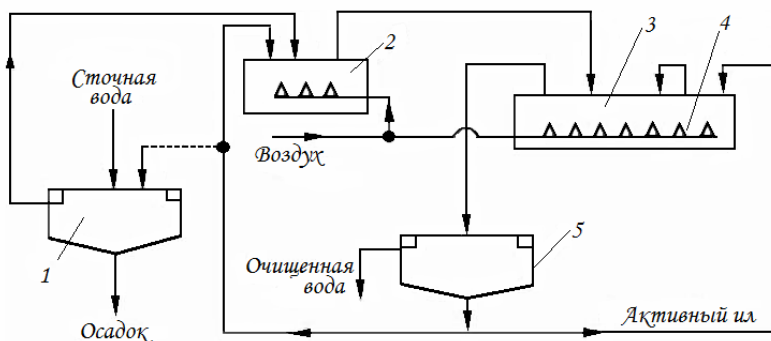 2
3
4
Сточная
вода
Воздух
1
5
Очищенная
вода
Осадок
Активный ил